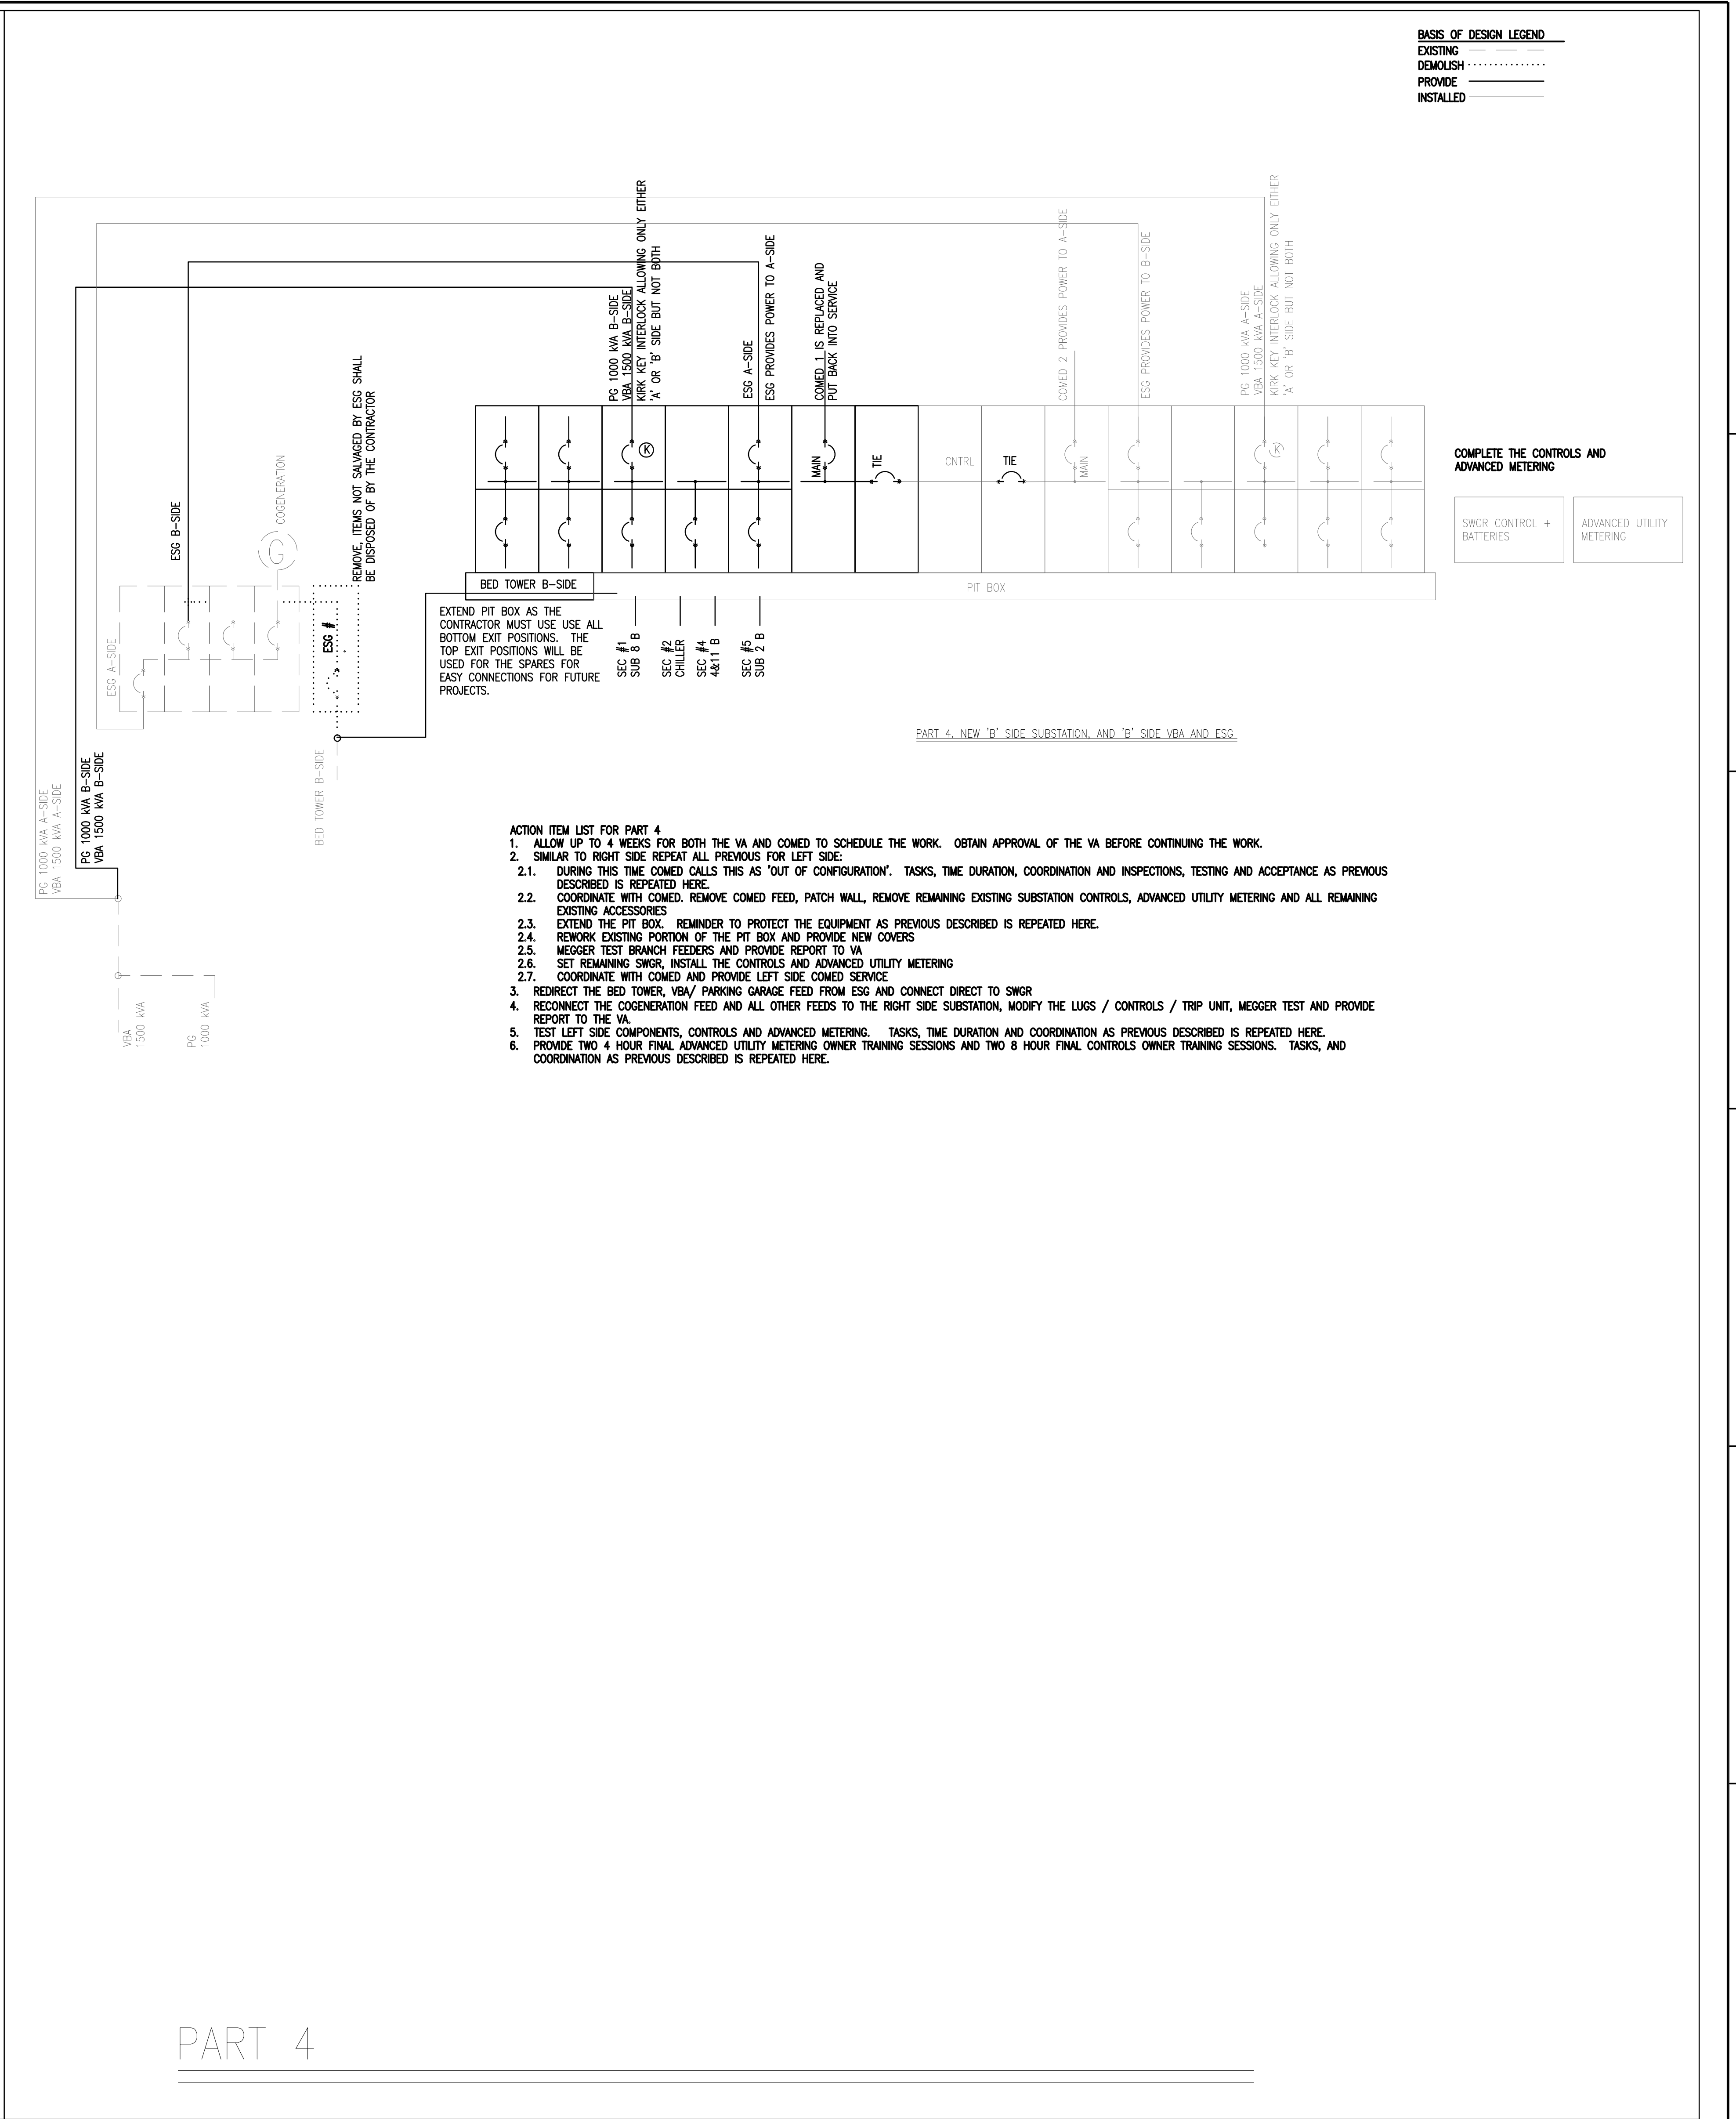 BASIS OF DESIGN LEGEND
EXISTING
DEMOLISH
PROVIDE
INSTALLED
PG 1000 kVA B-SIDE
VBA 1500 kVA B-SIDE
KIRK KEY INTERLOCK ALLOWING ONLY EITHER
'A' OR 'B' SIDE BUT NOT BOTH
ESG A-SIDE
ESG PROVIDES POWER TO A-SIDE
COMED 1 IS REPLACED AND
PUT BACK INTO SERVICE
COMED 2 PROVIDES POWER TO A-SIDE
ESG PROVIDES POWER TO B-SIDE
PG 1000 kVA A-SIDE
VBA 1500 kVA A-SIDE
KIRK KEY INTERLOCK ALLOWING ONLY EITHER
'A' OR 'B' SIDE BUT NOT BOTH
K
MAIN
TIE
CNTRL
TIE
MAIN
K
COMPLETE THE CONTROLS AND
ADVANCED METERING
SWGR CONTROL +
BATTERIES
ADVANCED UTILITY
METERING
ESG B-SIDE
COGENERATION
G
REMOVE, ITEMS NOT SALVAGED BY ESG SHALL
BE DISPOSED OF BY THE CONTRACTOR
ESG A-SIDE
ESG #
BED TOWER B-SIDE
PIT BOX
EXTEND PIT BOX AS THE
CONTRACTOR MUST USE USE ALL
BOTTOM EXIT POSITIONS. THE
TOP EXIT POSITIONS WILL BE
USED FOR THE SPARES FOR
EASY CONNECTIONS FOR FUTURE
PROJECTS.
SEC #1
SUB 8 B
SEC #2
CHILLER
SEC #4
4&11 B
SEC #5
SUB 2 B
PART 4. NEW 'B' SIDE SUBSTATION, AND 'B' SIDE VBA AND ESG
PG 1000 kVA A-SIDE
VBA 1500 kVA A-SIDE
PG 1000 kVA B-SIDE
VBA 1500 kVA B-SIDE
BED TOWER B-SIDE
VBA
1500 kVA
PG
1000 kVA
ACTION ITEM LIST FOR PART 4
1. ALLOW UP TO 4 WEEKS FOR BOTH THE VA AND COMED TO SCHEDULE THE WORK. OBTAIN APPROVAL OF THE VA BEFORE CONTINUING THE WORK.
2. SIMILAR TO RIGHT SIDE REPEAT ALL PREVIOUS FOR LEFT SIDE:
2.1. DURING THIS TIME COMED CALLS THIS AS 'OUT OF CONFIGURATION'. TASKS, TIME DURATION, COORDINATION AND INSPECTIONS, TESTING AND ACCEPTANCE AS PREVIOUS
DESCRIBED IS REPEATED HERE.
2.2. COORDINATE WITH COMED. REMOVE COMED FEED, PATCH WALL, REMOVE REMAINING EXISTING SUBSTATION CONTROLS, ADVANCED UTILITY METERING AND ALL REMAINING
EXISTING ACCESSORIES
2.3. EXTEND THE PIT BOX. REMINDER TO PROTECT THE EQUIPMENT AS PREVIOUS DESCRIBED IS REPEATED HERE.
2.4. REWORK EXISTING PORTION OF THE PIT BOX AND PROVIDE NEW COVERS
2.5. MEGGER TEST BRANCH FEEDERS AND PROVIDE REPORT TO VA
2.6. SET REMAINING SWGR, INSTALL THE CONTROLS AND ADVANCED UTILITY METERING
2.7. COORDINATE WITH COMED AND PROVIDE LEFT SIDE COMED SERVICE
3. REDIRECT THE BED TOWER, VBA/ PARKING GARAGE FEED FROM ESG AND CONNECT DIRECT TO SWGR
4. RECONNECT THE COGENERATION FEED AND ALL OTHER FEEDS TO THE RIGHT SIDE SUBSTATION, MODIFY THE LUGS / CONTROLS / TRIP UNIT, MEGGER TEST AND PROVIDE
REPORT TO THE VA.
5. TEST LEFT SIDE COMPONENTS, CONTROLS AND ADVANCED METERING. TASKS, TIME DURATION AND COORDINATION AS PREVIOUS DESCRIBED IS REPEATED HERE.
6. PROVIDE TWO 4 HOUR FINAL ADVANCED UTILITY METERING OWNER TRAINING SESSIONS AND TWO 8 HOUR FINAL CONTROLS OWNER TRAINING SESSIONS. TASKS, AND
COORDINATION AS PREVIOUS DESCRIBED IS REPEATED HERE.
PART 4